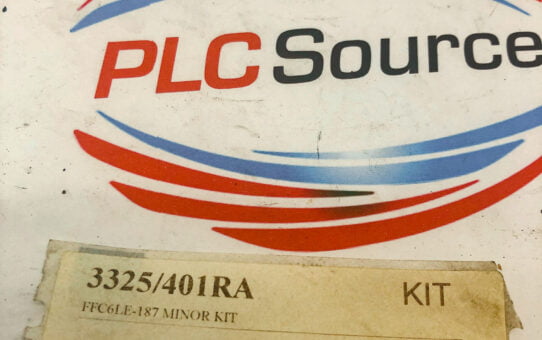 PLC Source
3325/401RA KIT
FFC6LE-187 MINOR KIT